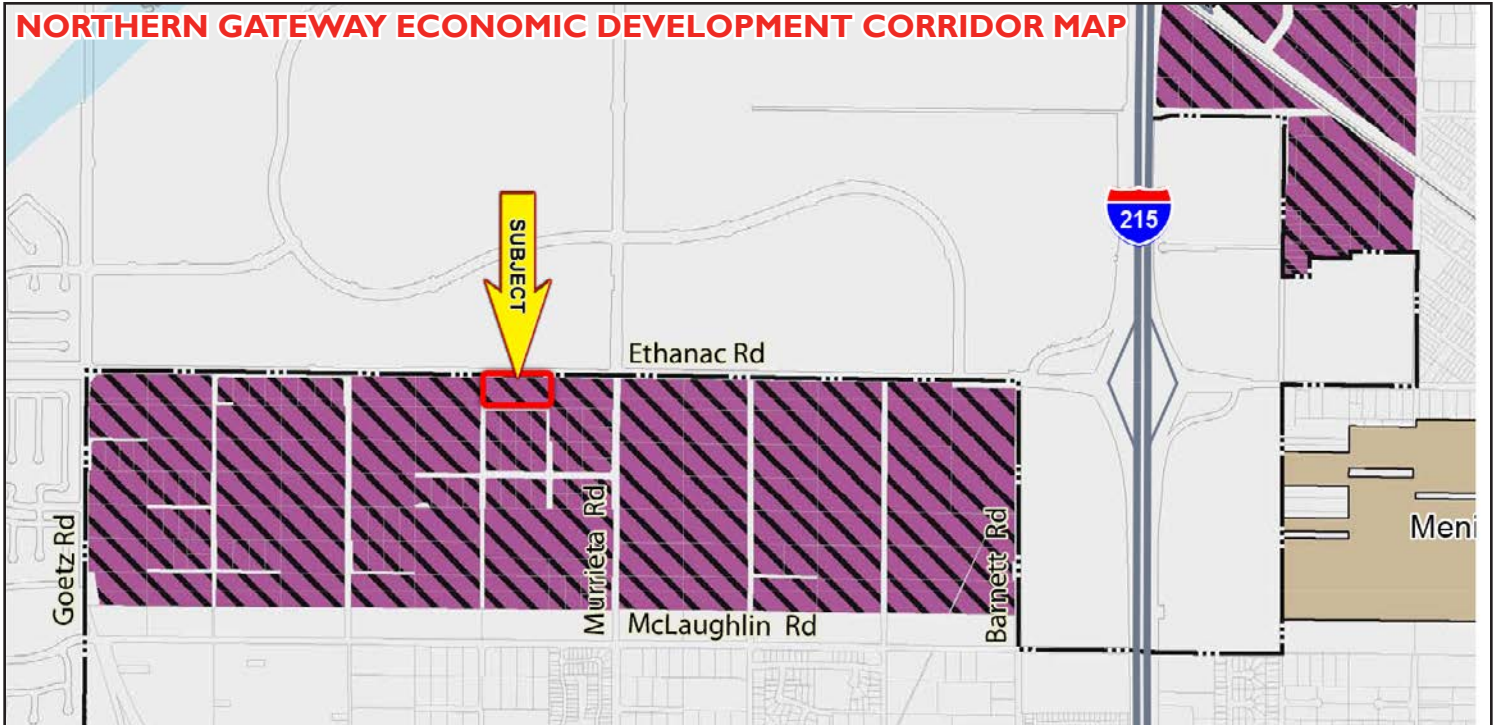 NORTHERN GATEWAY ECONOMIC DEVELOPMENT CORRIDOR MAP
215
SUBJECT
Ethanac Rd
Goetz Rd
Murrieta Rd
Barnett Rd
Meni
McLaughlin Rd